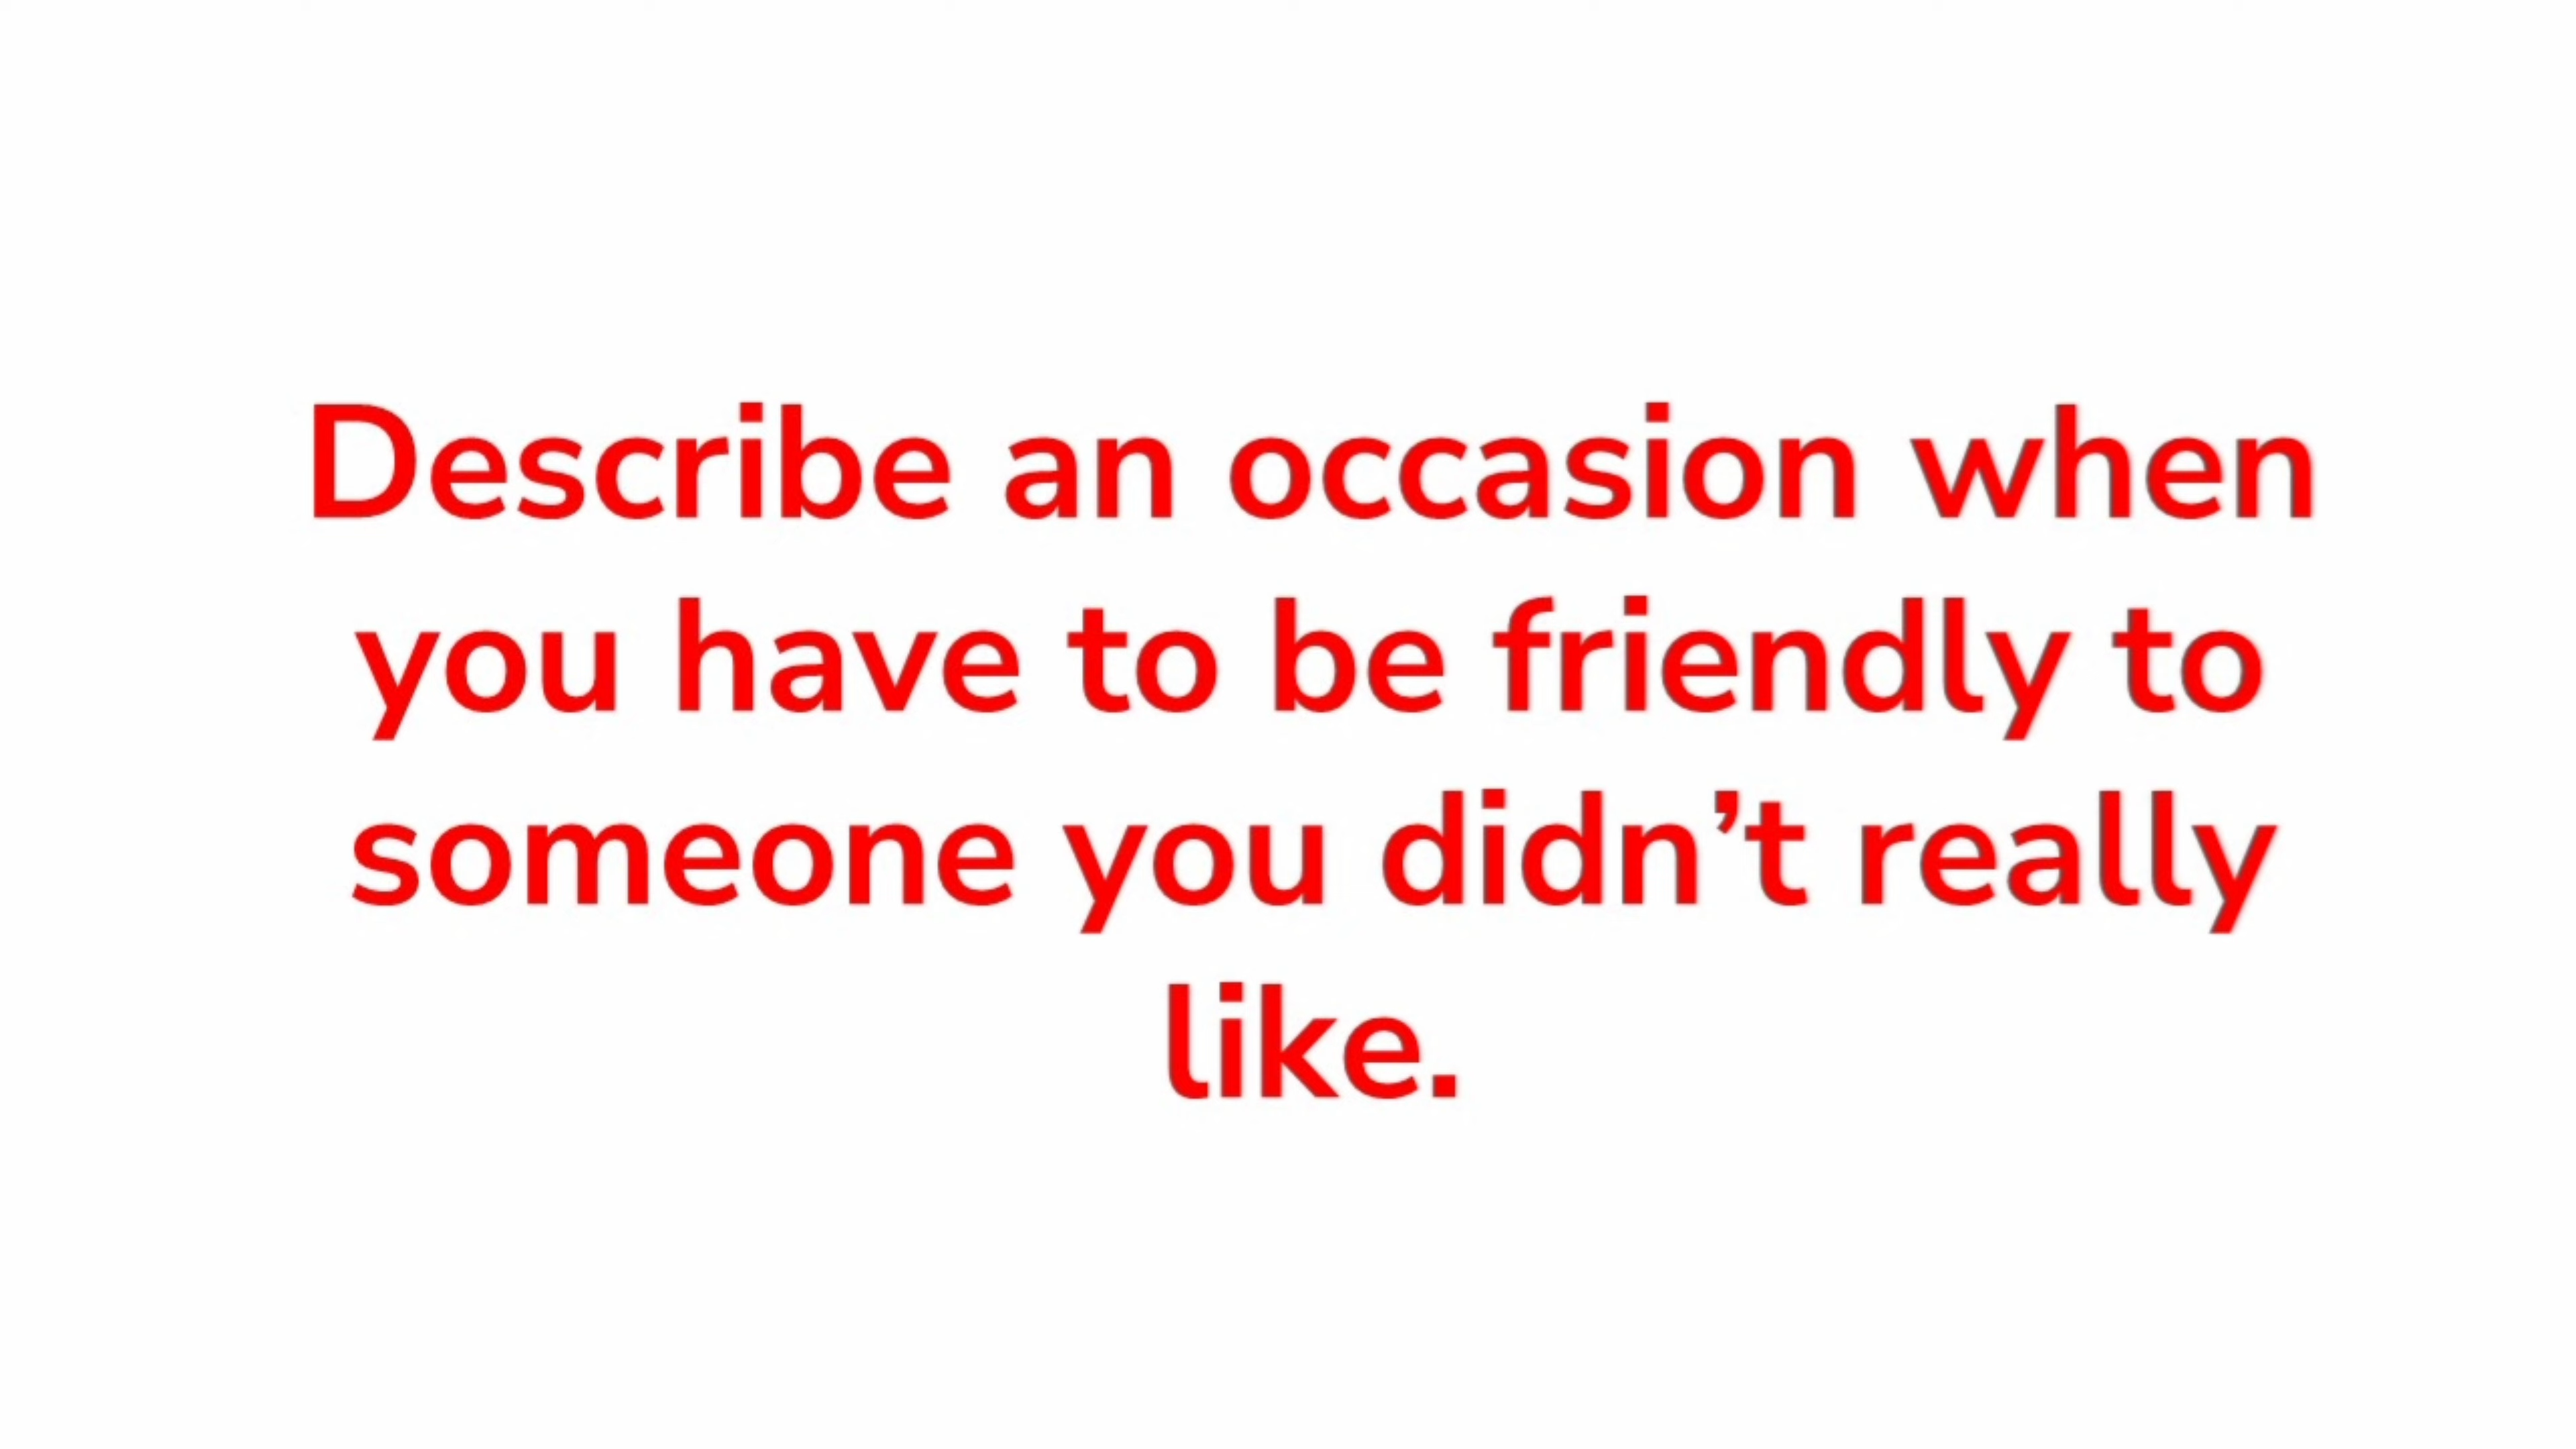 Describe an occasion when
you have to be friendly to
someone you didn’t really
like.